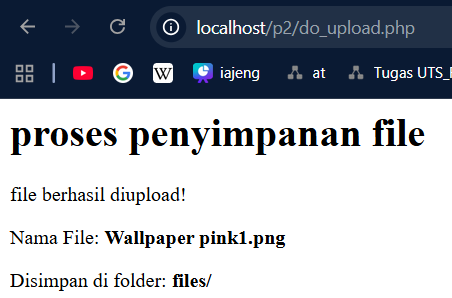 localhost/p2/do_upload.php
iajeng at Tugas UTS_
proses penyimpanan file
file berhasil diupload!
Nama File: Wallpaper pink1.png
Disimpan di folder: files/